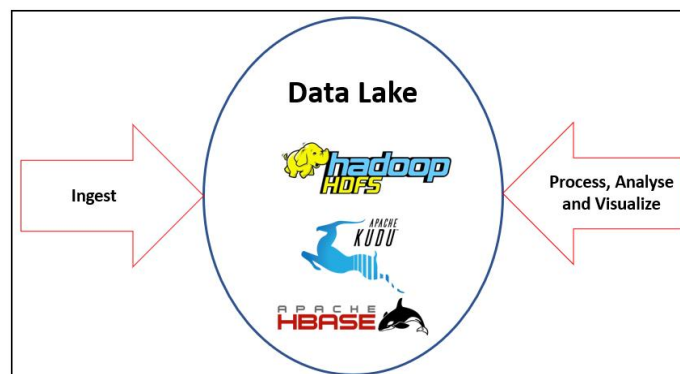 Data Lake
hadoop
HDFS
Ingest
Process, Analyse
and Visualize
APACHE
KUDU
APACHE
HBASE